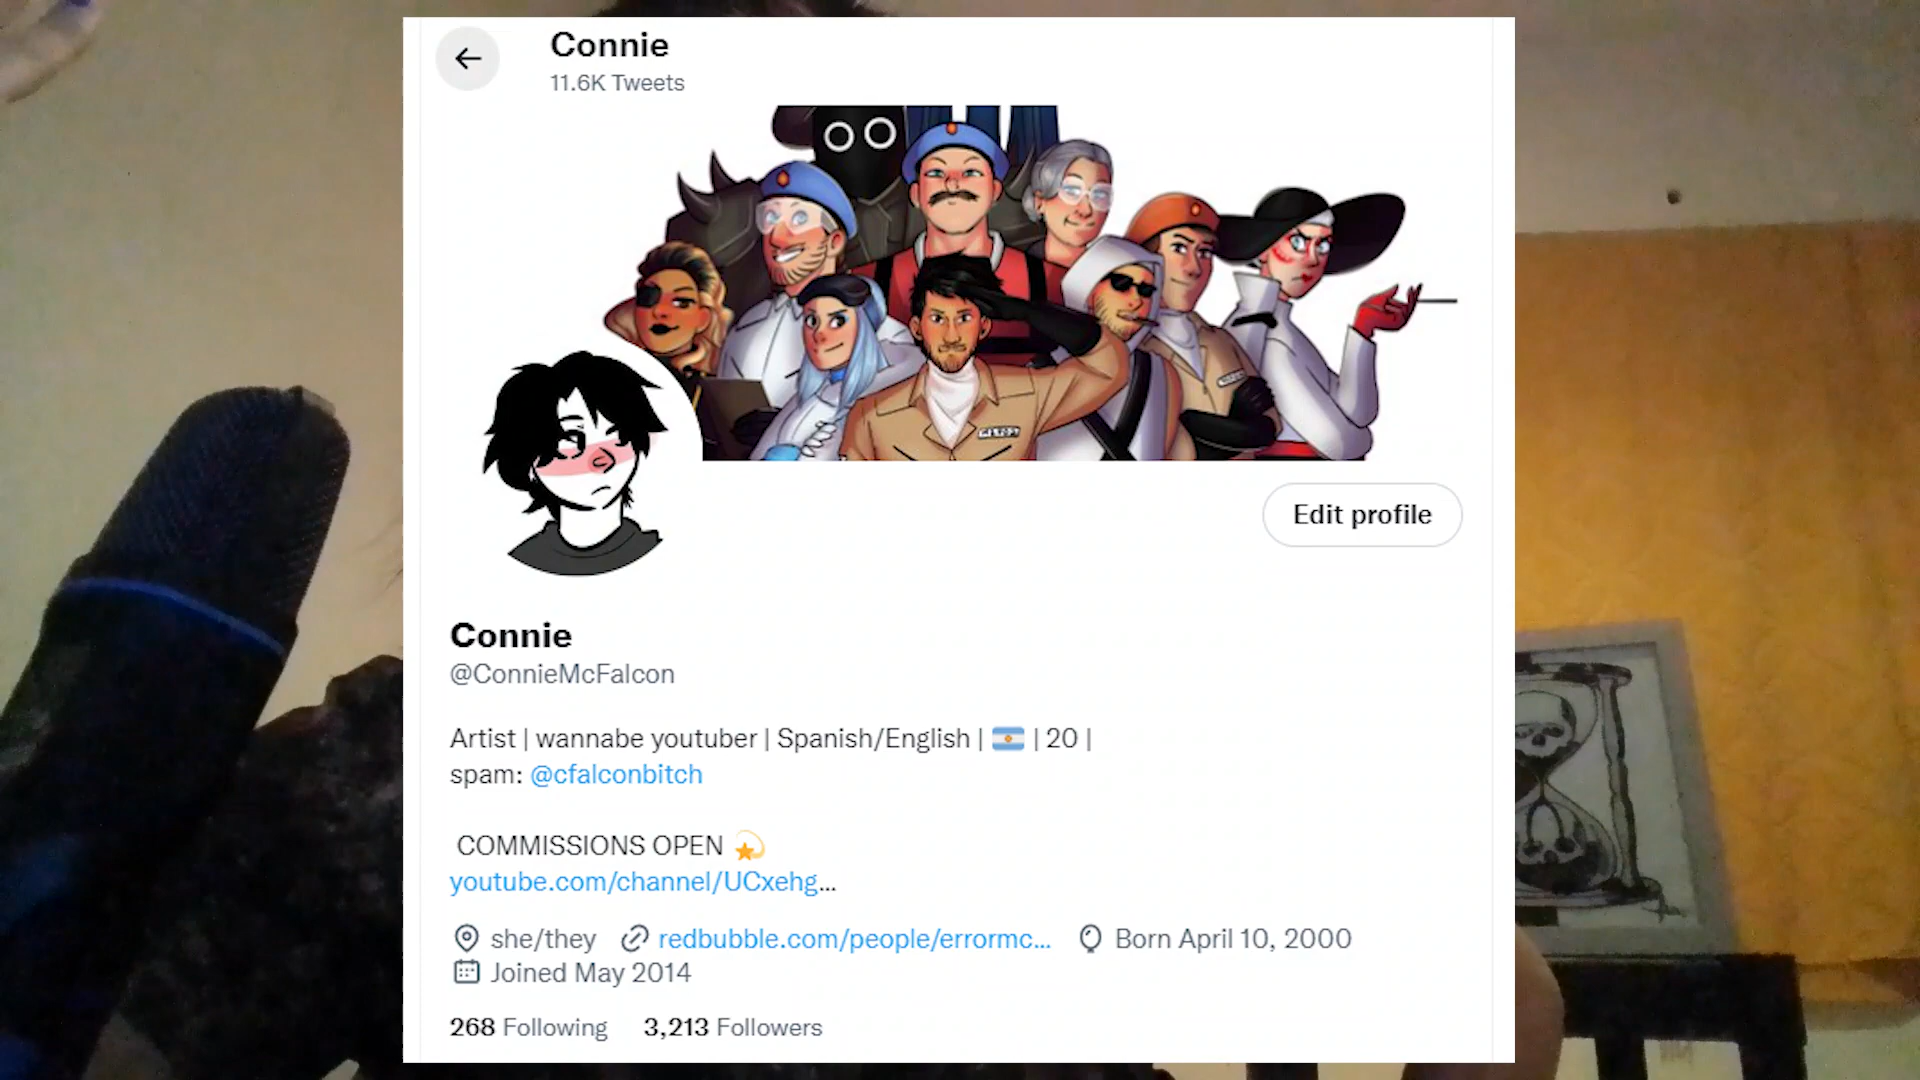 Connie
11.6K Tweets
Edit profile
Connie
@ConnieMcFalcon
Artist | wannabe youtuber | Spanish/English | 🇦🇷 | 20 |
spam: @cfalconbitch
COMMISSIONS OPEN 💫
youtube.com/channel/UCxehg...
she/they redbubble.com/people/errormc... Born April 10, 2000
Joined May 2014
268 Following 3,213 Followers